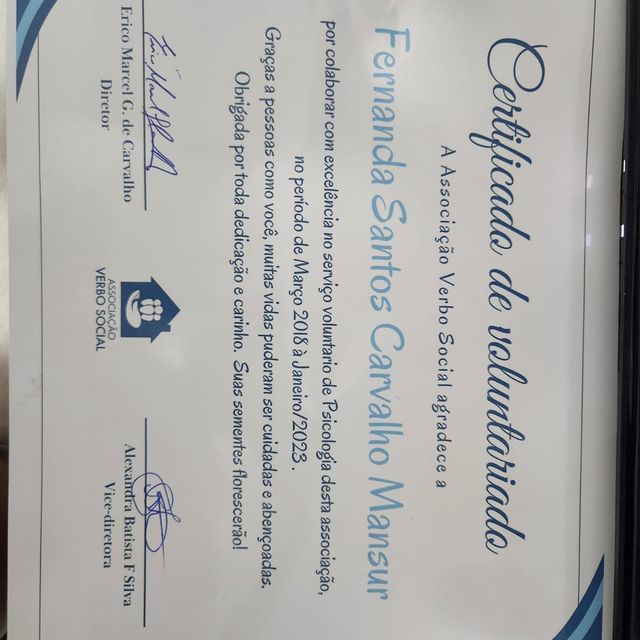 Certificado de voluntariado
A Associação Verbo Social agradece a
Fernanda Santos Carvalho Mansur
por colaborar com excelência no serviço voluntario de Psicologia desta associação,
no período de Março 2018 à Janeiro/2023.
Graças a pessoas como você, muitas vidas puderam ser cuidadas e abençoadas.
Obrigada por toda dedicação e carinho. Suas sementes florescerão!
Erico Marcel G. de Carvalho
Diretor
ASSOCIAÇÃO
VERBO SOCIAL
Alexandra Batista F Silva
Vice-diretora